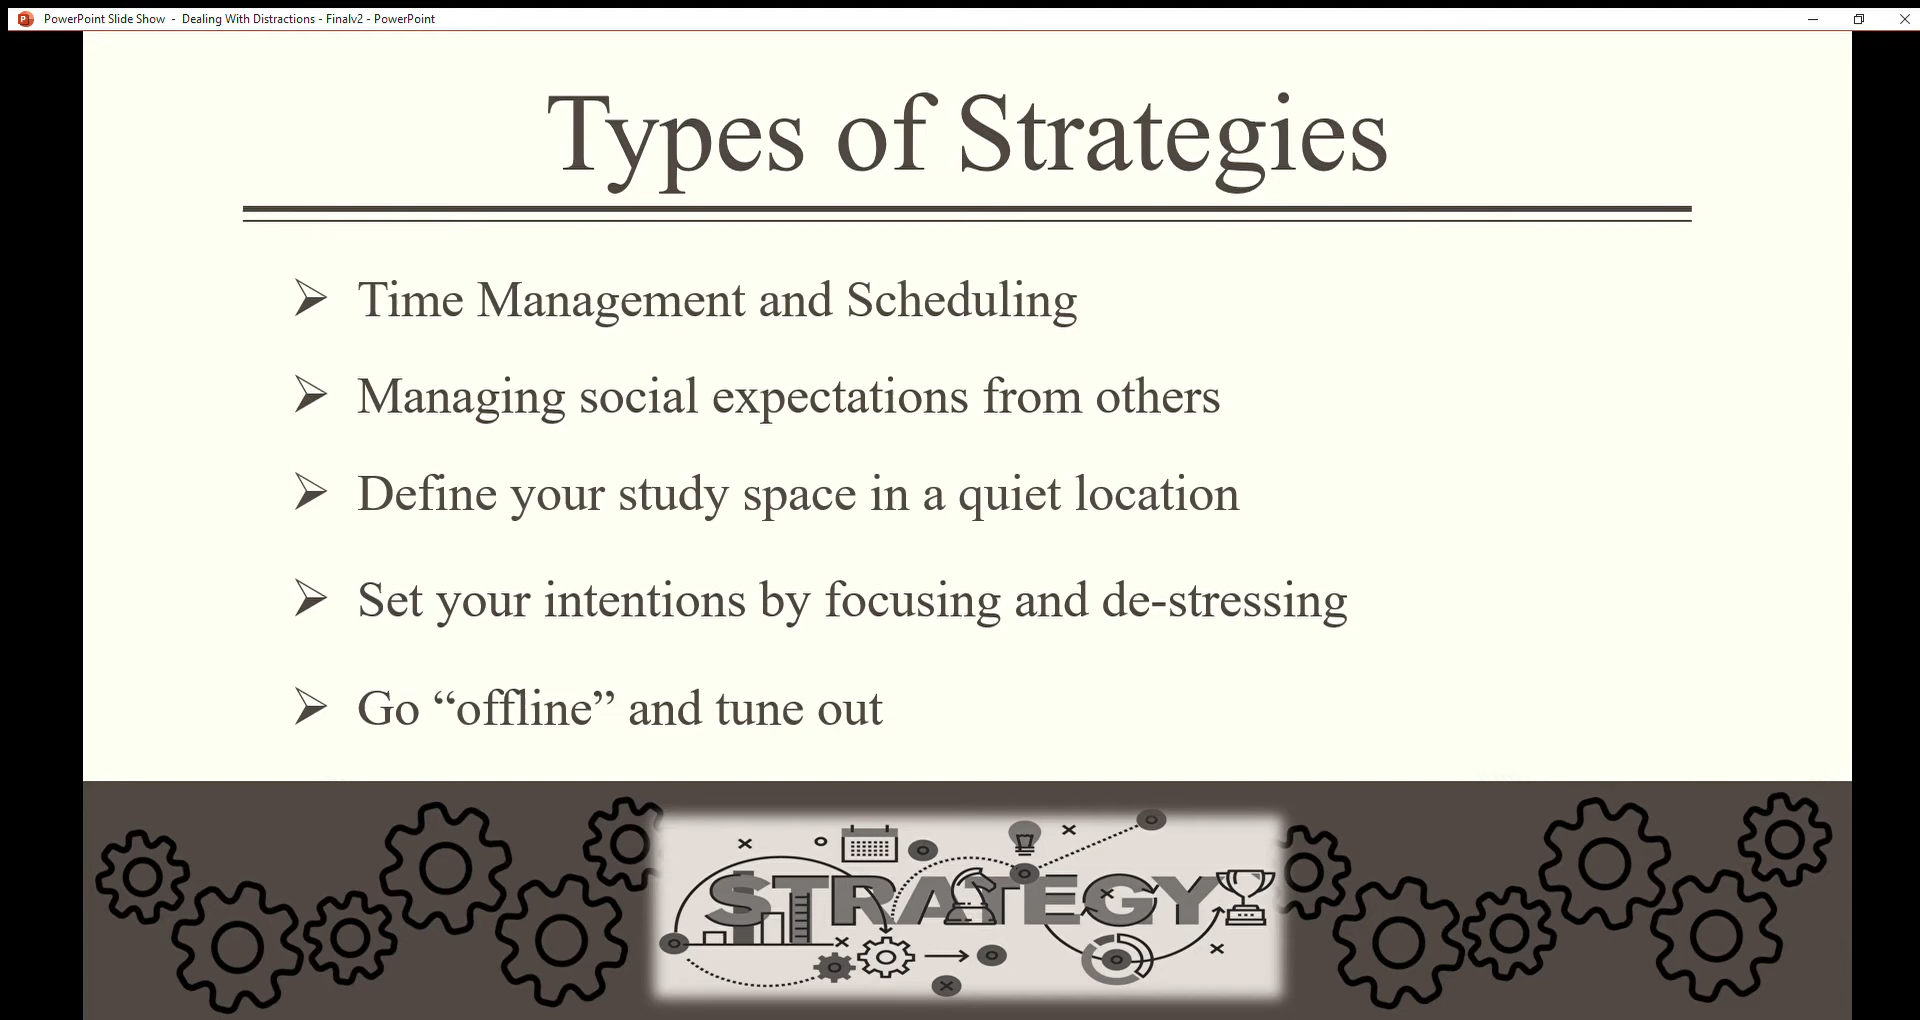 PowerPoint Slide Show - Dealing With Distractions - Finalv2 - PowerPoint
Types of Strategies
Time Management and Scheduling
Managing social expectations from others
Define your study space in a quiet location
Set your intentions by focusing and de-stressing
Go “offline” and tune out
STRATEGY